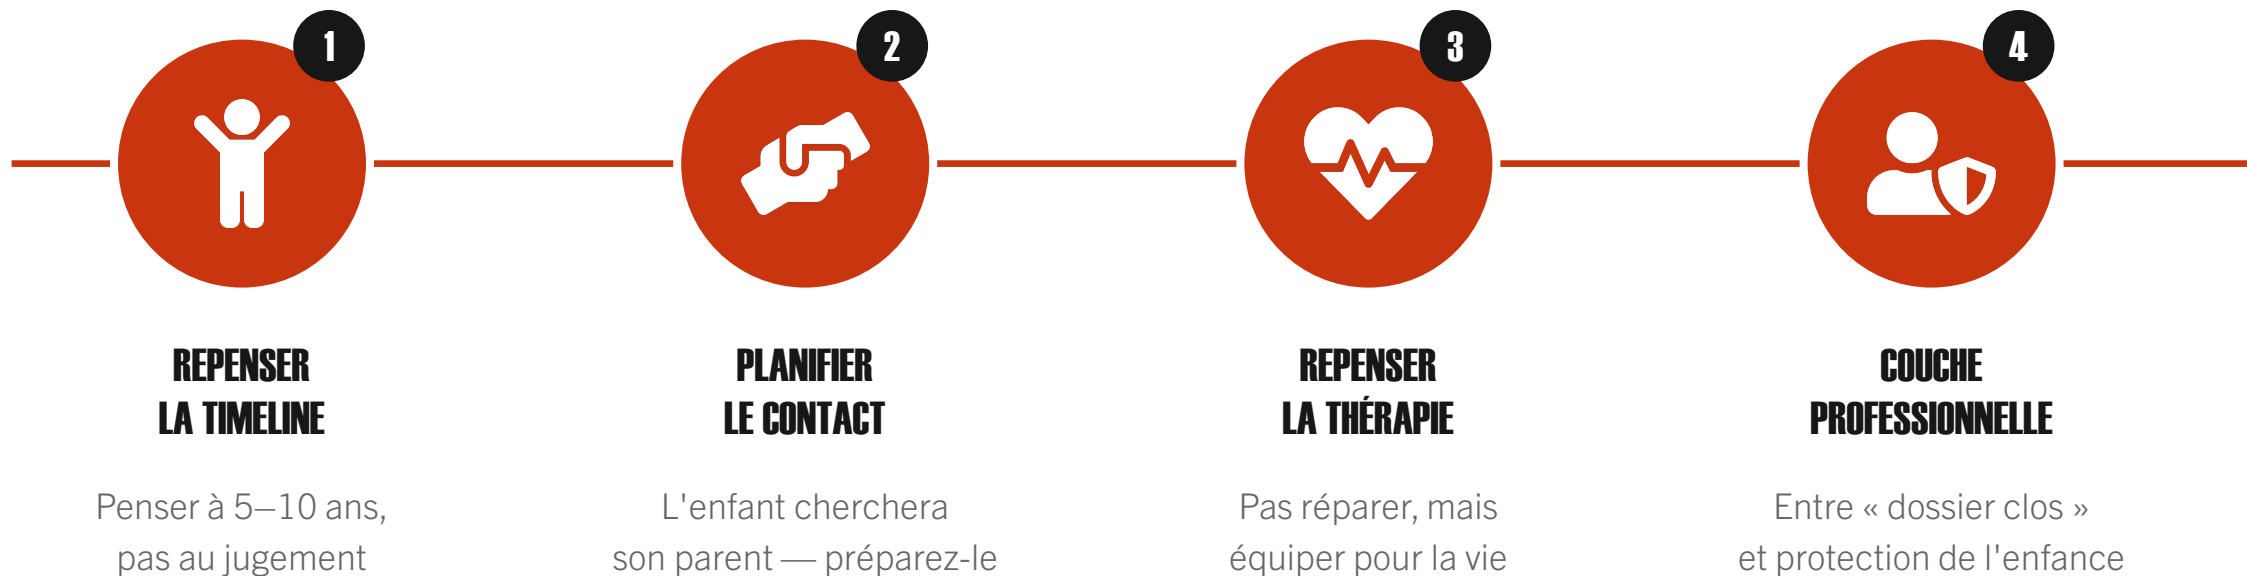 1
REPENSER
LA TIMELINE
Penser à 5–10 ans,
pas au jugement
2
PLANIFIER
LE CONTACT
L'enfant cherchera
son parent — préparez-le
3
REPENSER
LA THÉRAPIE
Pas réparer, mais
équiper pour la vie
4
COUCHE
PROFESSIONNELLE
Entre « dossier clos »
et protection de l'enfance